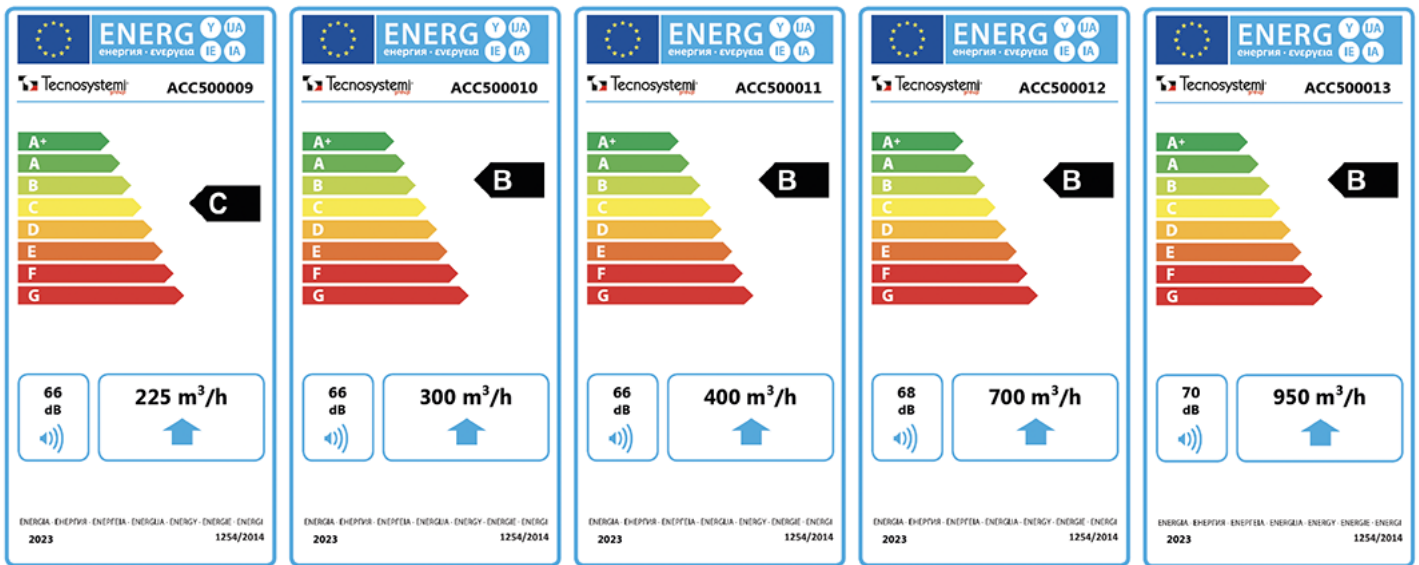 ENERG Y IJA
енергия · ενεργεια IE IA
Tecnosystemi group ACC500009
A+
A
B
C
D
E
F
G
C
66 dB
225 m³/h
ENERGIA · ЕНЕРГИЯ · ΕΝΕΡΓΕΙΑ · ENERGIJA · ENERGY · ENERGIE · ENERGI
2023 1254/2014
ENERG Y IJA
енергия · ενεργεια IE IA
Tecnosystemi group ACC500010
A+
A
B
C
D
E
F
G
B
66 dB
300 m³/h
ENERGIA · ЕНЕРГИЯ · ΕΝΕΡΓΕΙΑ · ENERGIJA · ENERGY · ENERGIE · ENERGI
2023 1254/2014
ENERG Y IJA
енергия · ενεργεια IE IA
Tecnosystemi group ACC500011
A+
A
B
C
D
E
F
G
B
66 dB
400 m³/h
ENERGIA · ЕНЕРГИЯ · ΕΝΕΡΓΕΙΑ · ENERGIJA · ENERGY · ENERGIE · ENERGI
2023 1254/2014
ENERG Y IJA
енергия · ενεργεια IE IA
Tecnosystemi group ACC500012
A+
A
B
C
D
E
F
G
B
68 dB
700 m³/h
ENERGIA · ЕНЕРГИЯ · ΕΝΕΡΓΕΙΑ · ENERGIJA · ENERGY · ENERGIE · ENERGI
2023 1254/2014
ENERG Y IJA
енергия · ενεργεια IE IA
Tecnosystemi group ACC500013
A+
A
B
C
D
E
F
G
B
70 dB
950 m³/h
ENERGIA · ЕНЕРГИЯ · ΕΝΕΡΓΕΙΑ · ENERGIJA · ENERGY · ENERGIE · ENERGI
2023 1254/2014